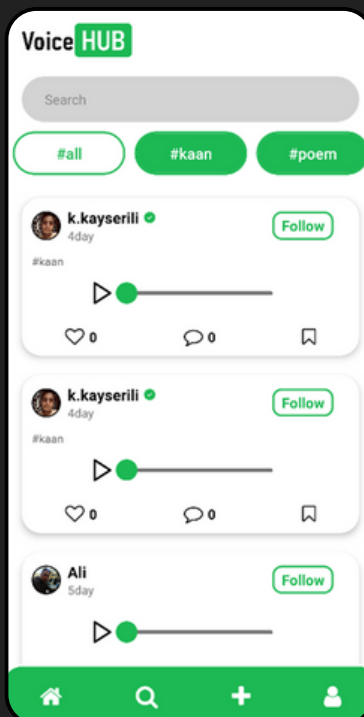 Voice HUB
Search
#all #kaan #poem
k.kayserili Follow
4day
#kaan
0 0
k.kayserili Follow
4day
#kaan
0 0
Ali Follow
5day